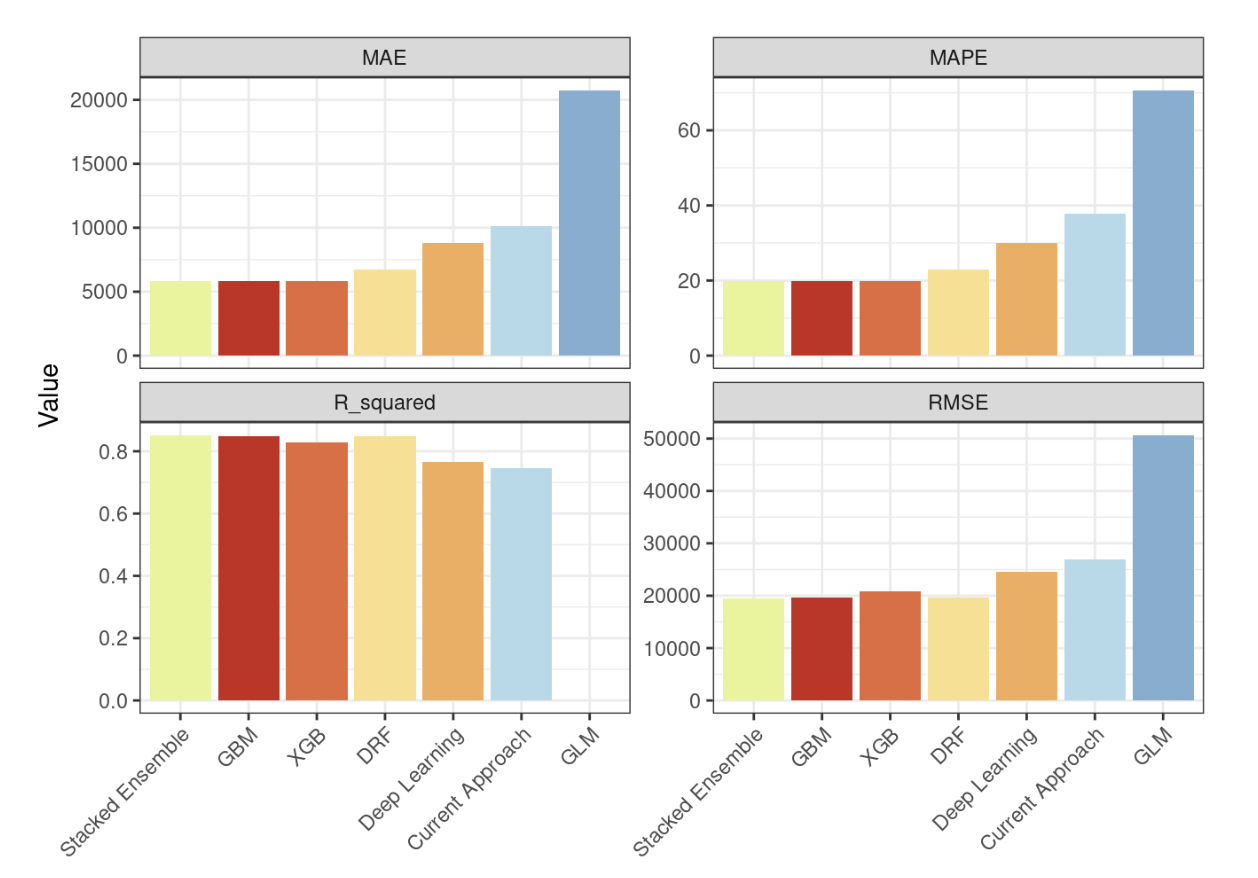 MAE
MAPE
20000
15000
10000
5000
0
60
40
20
0
Value
R_squared
RMSE
0.8
0.6
0.4
0.2
0.0
50000
40000
30000
20000
10000
0
Stacked Ensemble
GBM
XGB
DRF
Deep Learning
Current Approach
GLM
Stacked Ensemble
GBM
XGB
DRF
Deep Learning
Current Approach
GLM